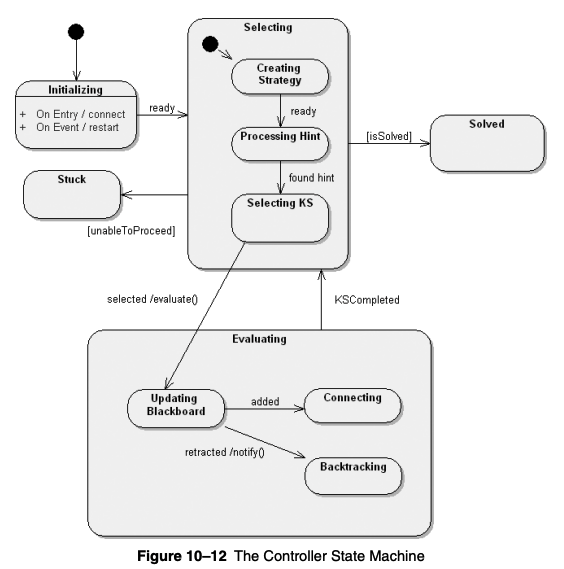 Selecting
Creating
Strategy
Initializing
+ On Entry / connect
+ On Event / restart
ready
ready
Processing Hint
[isSolved]
Solved
found hint
Stuck
Selecting KS
[unableToProceed]
selected /evaluate()
KSCompleted
Evaluating
Updating
Blackboard
added
Connecting
retracted /notify()
Backtracking
Figure 10–12 The Controller State Machine